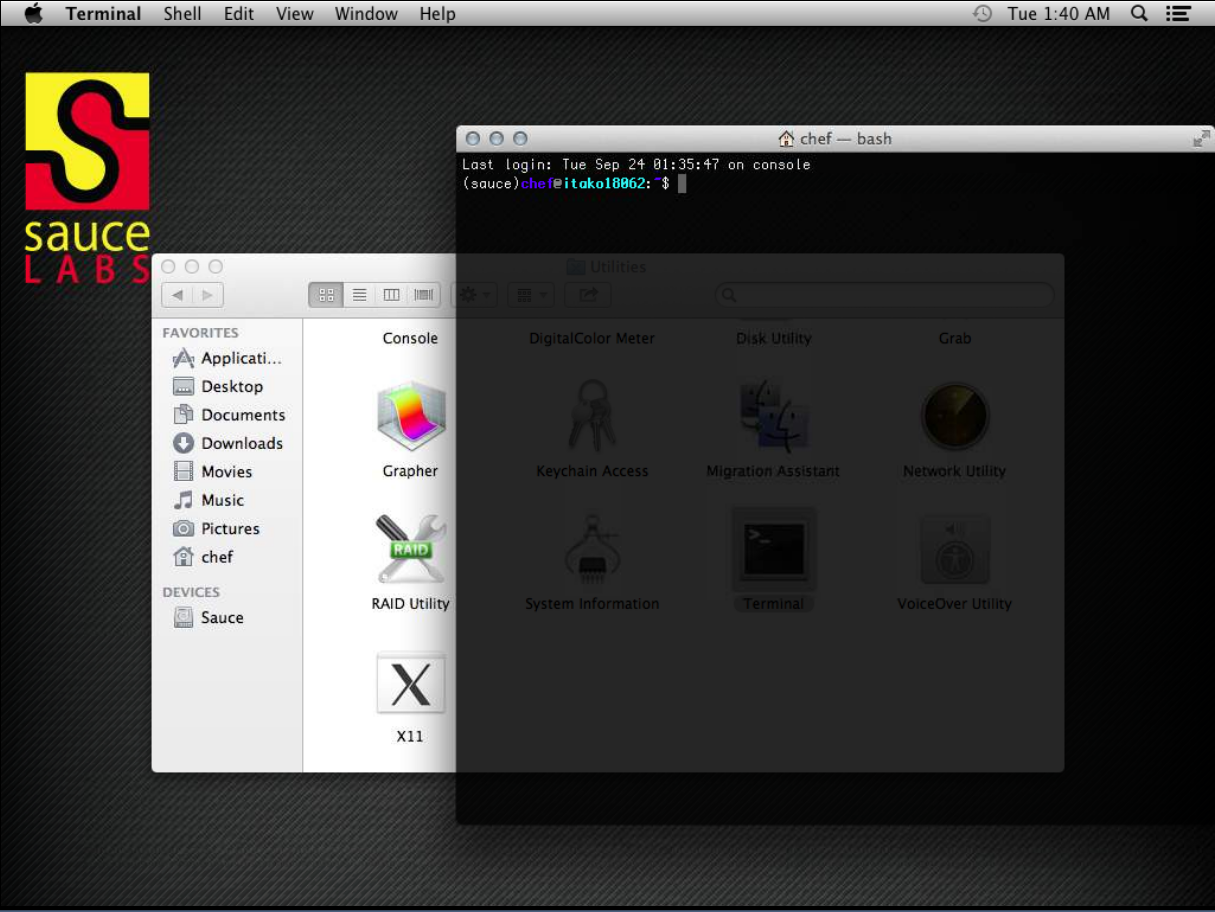 Terminal Shell Edit View Window Help Tue 1:40 AM
sauce
LABS
chef — bash
Last login: Tue Sep 24 01:35:47 on console
(sauce)chef@itako18062:~$
Utilities
FAVORITES
Applicati...
Desktop
Documents
Downloads
Movies
Music
Pictures
chef
DEVICES
Sauce
Console DigitalColor Meter Disk Utility Grab
Grapher Keychain Access Migration Assistant Network Utility
RAID
RAID Utility System Information Terminal VoiceOver Utility
X
X11